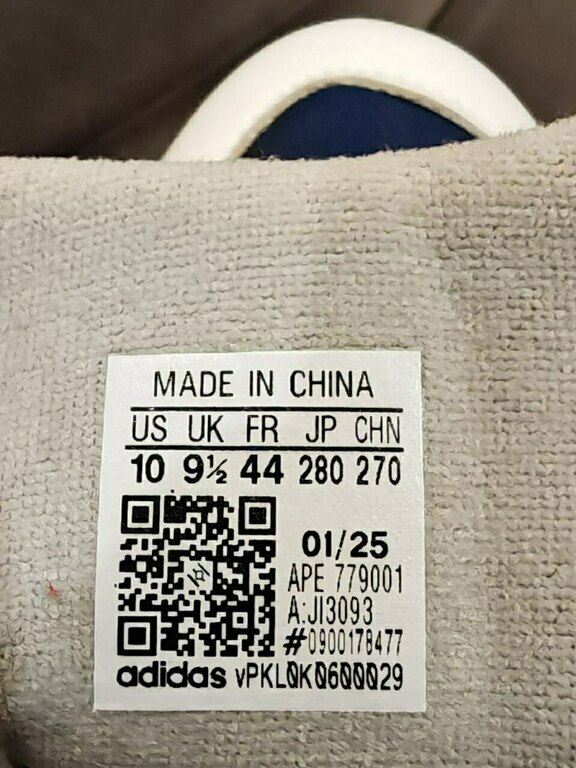 MADE IN CHINA
US UK FR JP CHN
10 9½ 44 280 270
01/25
APE 779001
A:JI3093
#0900178477
adidas vPKL0K0600029